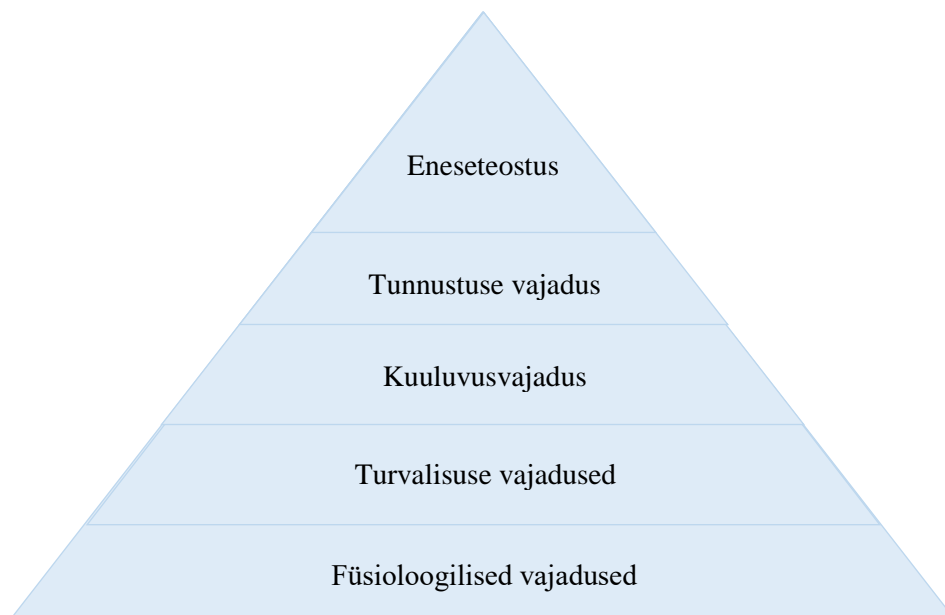 Eneseteostus
Tunnustuse vajadus
Kuuluvusvajadus
Turvalisuse vajadused
Füsioloogilised vajadused